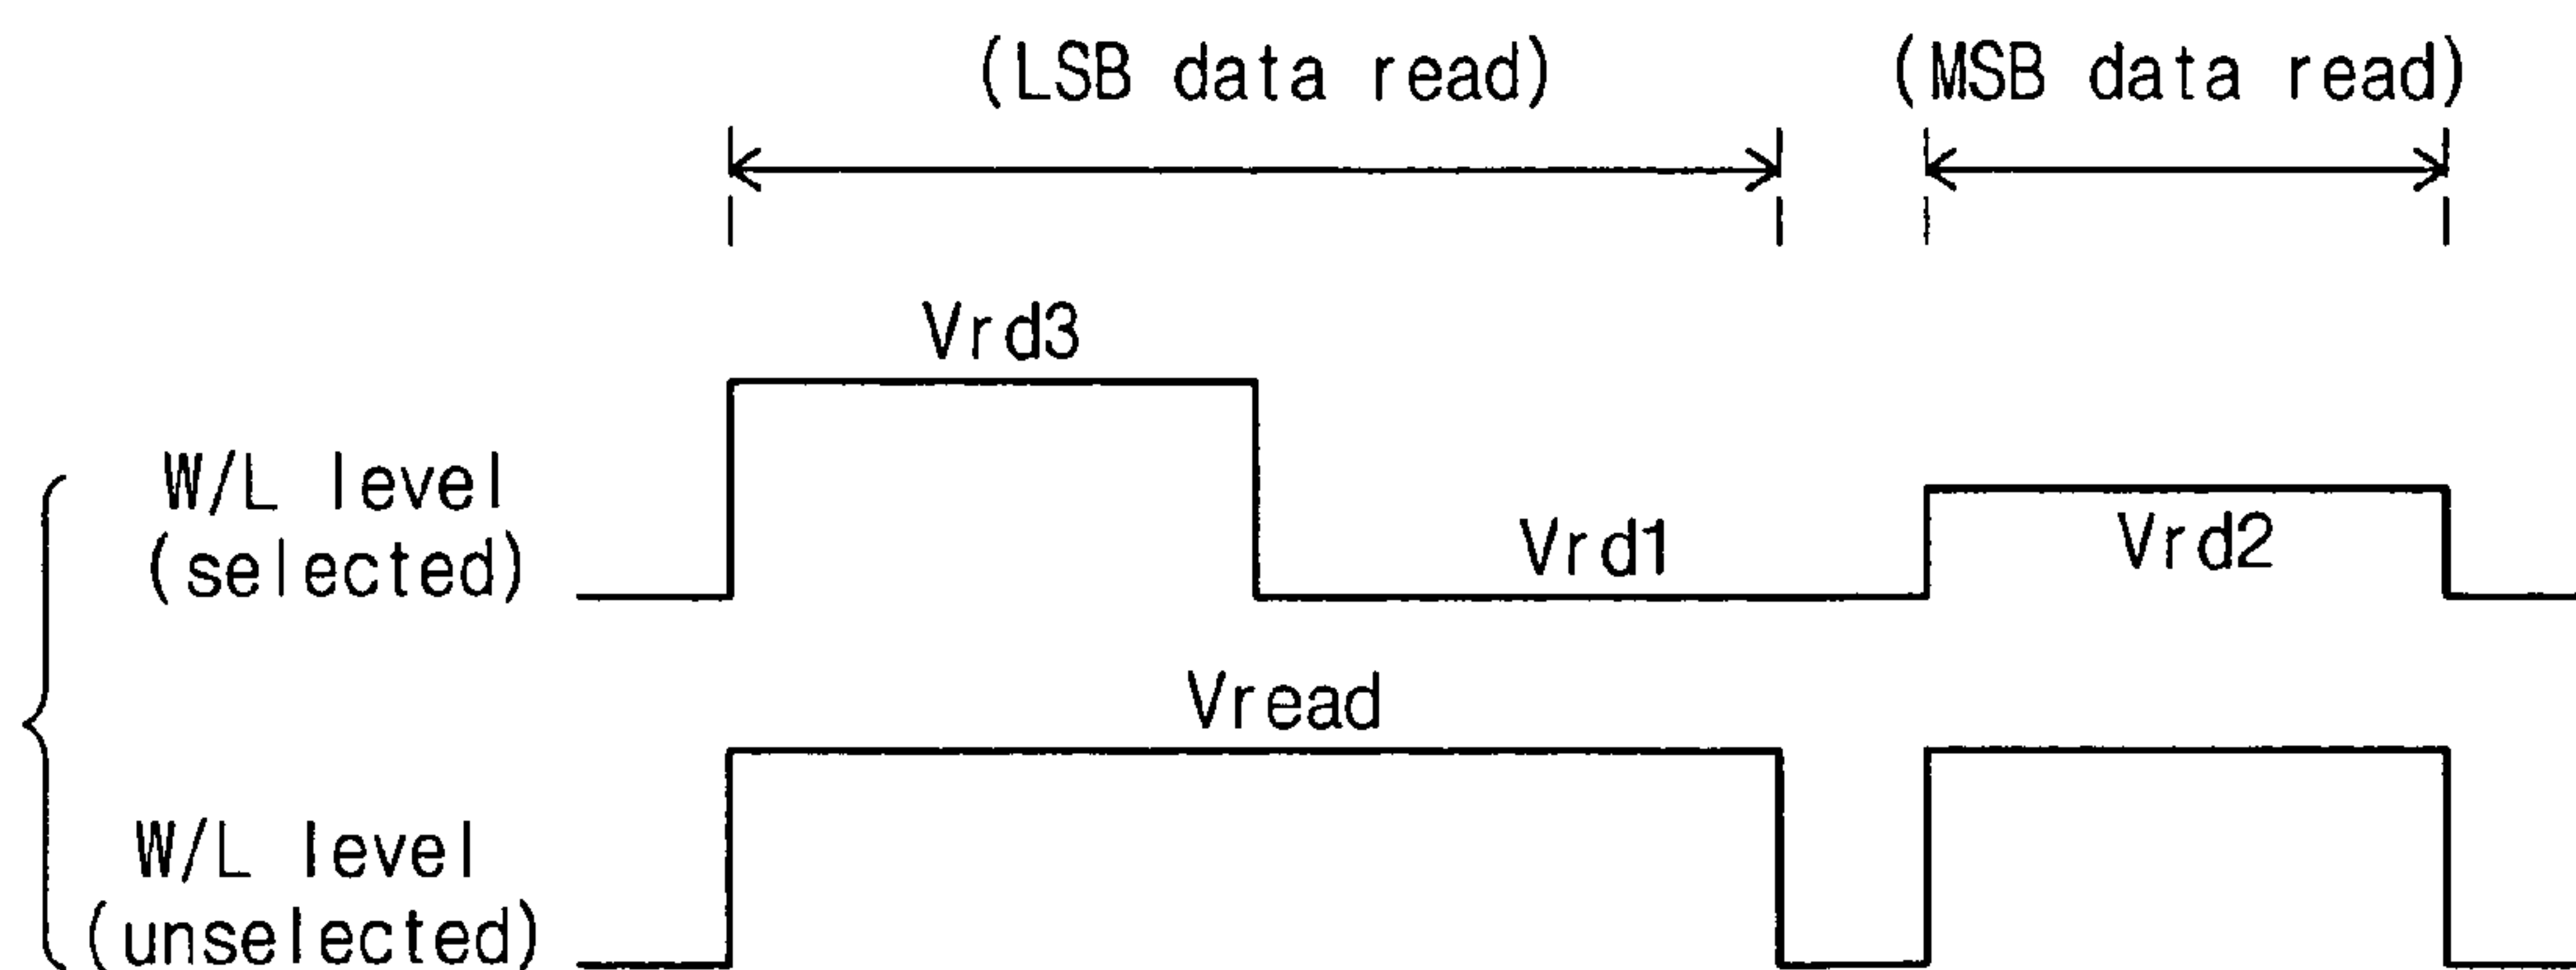 (LSB data read) (MSB data read)
Vrd3
W/L level
(selected)
Vrd1
Vrd2
Vread
W/L level
(unselected)